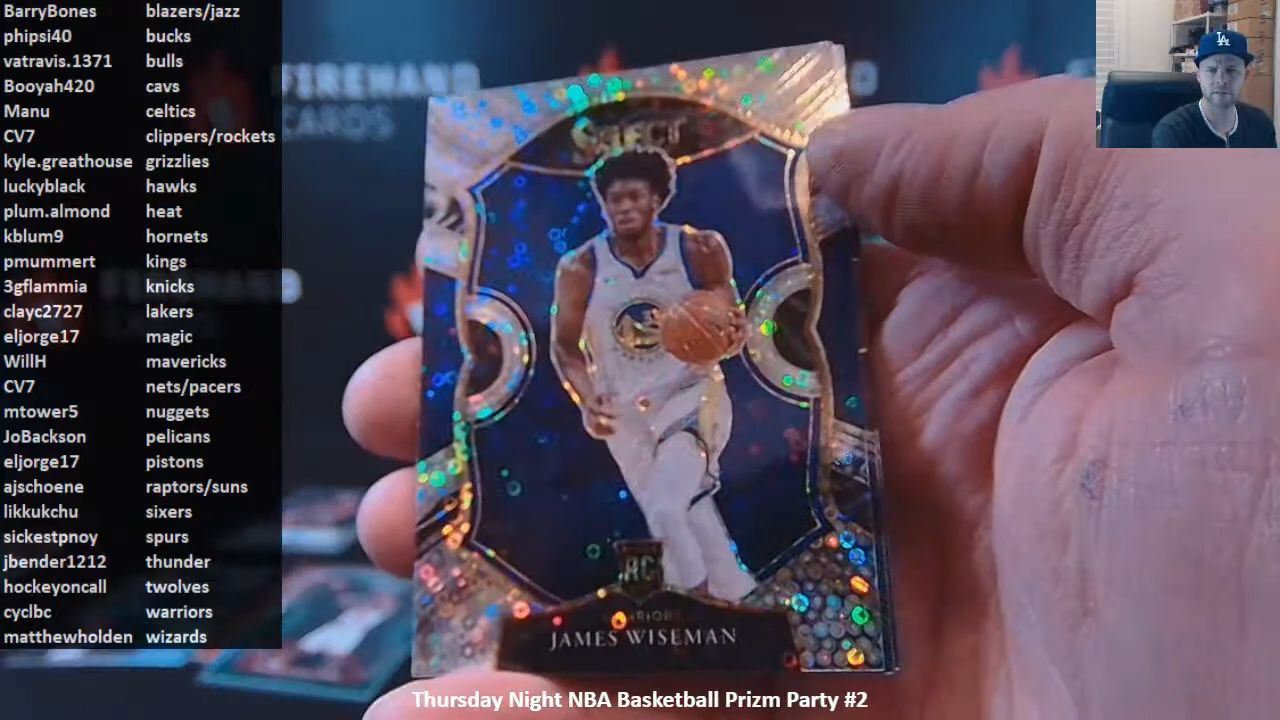 BarryBones blazers/jazz
phipsi40 bucks
vatravis.1371 bulls
Booyah420 cavs
Manu celtics
CV7 clippers/rockets
kyle.greathouse grizzlies
luckyblack hawks
plum.almond heat
kblum9 hornets
pmummert kings
3gflammia knicks
clayc2727 lakers
eljorge17 magic
WillH mavericks
CV7 nets/pacers
mtower5 nuggets
JoBackson pelicans
eljorge17 pistons
ajschoene raptors/suns
likkukchu sixers
sickestpnoy spurs
jbender1212 thunder
hockeyoncall twolves
cyclbc warriors
matthewholden wizards
FIREHAND
CARDS
LA
SELECT
RC
JAMES WISEMAN
Thursday Night NBA Basketball Prizm Party #2